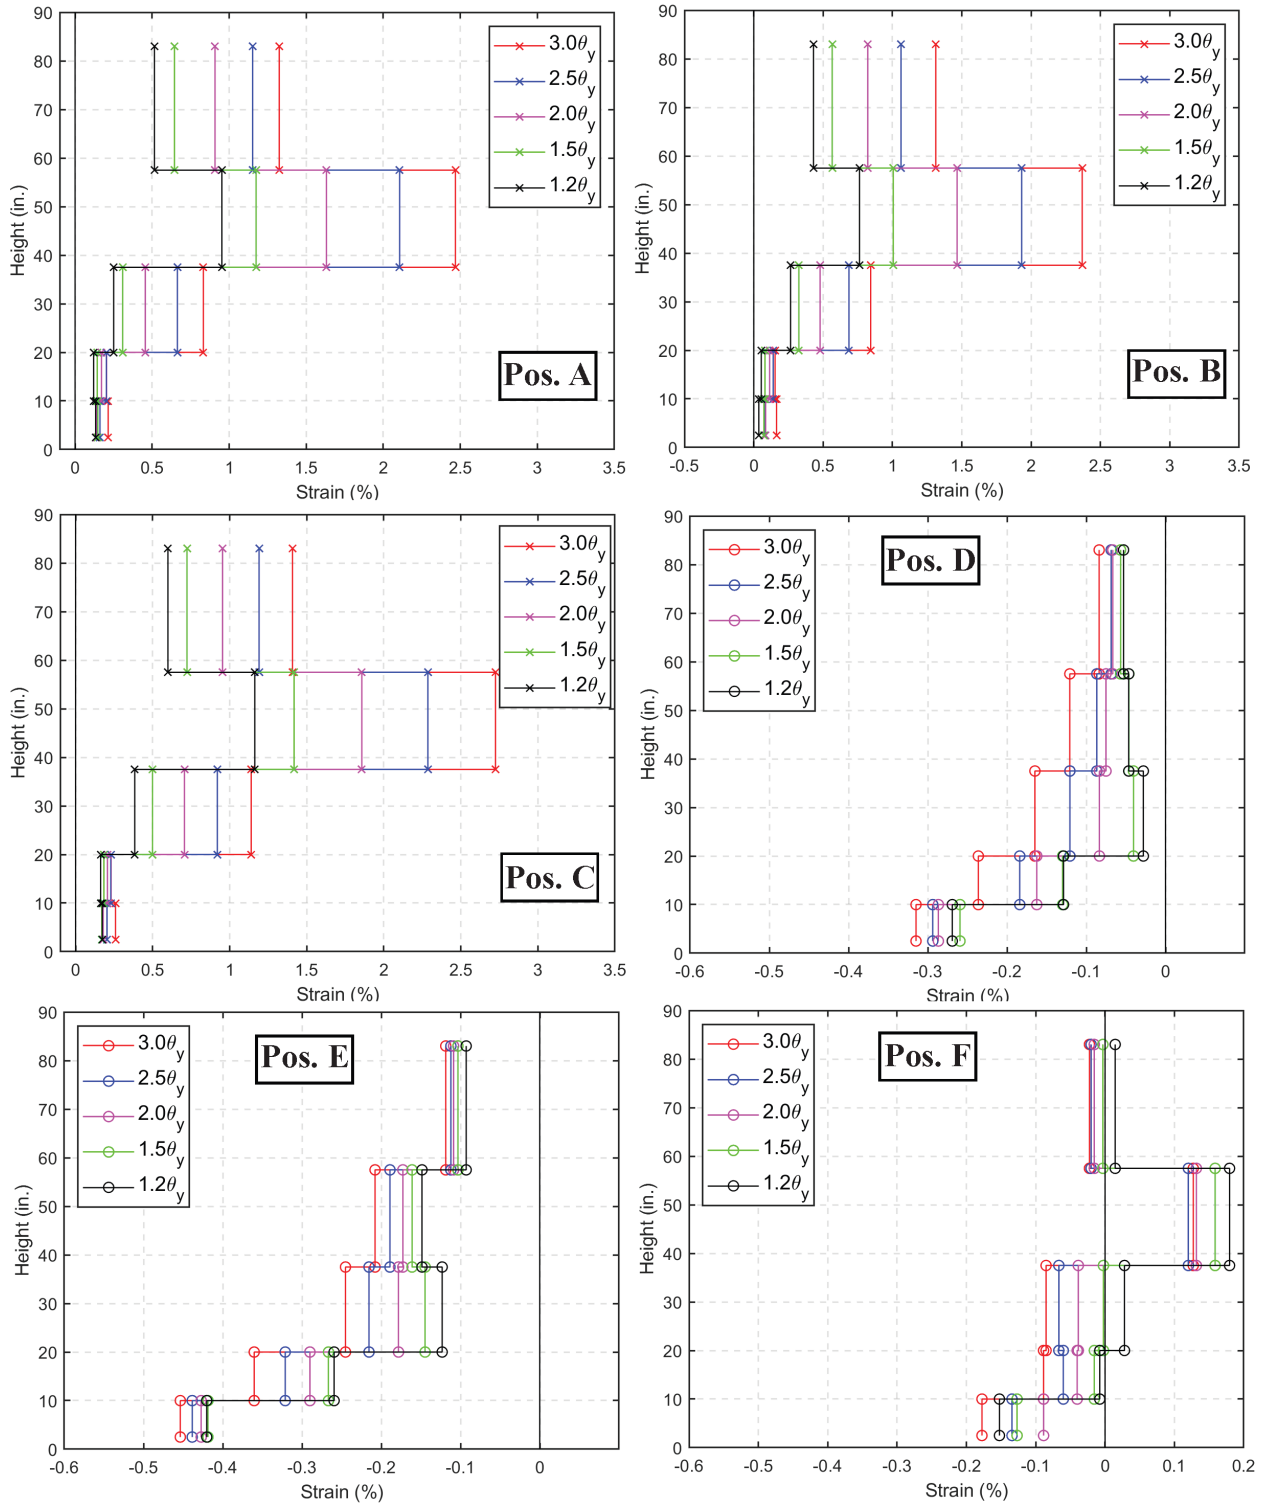 90
80
70
60
50
40
30
20
10
0
Height (in.)
3.0θy
2.5θy
2.0θy
1.5θy
1.2θy
Pos. A
0 0.5 1 1.5 2 2.5 3 3.5
Strain (%)
90
80
70
60
50
40
30
20
10
0
Height (in.)
3.0θy
2.5θy
2.0θy
1.5θy
1.2θy
Pos. B
-0.5 0 0.5 1 1.5 2 2.5 3 3.5
Strain (%)
90
80
70
60
50
40
30
20
10
0
Height (in.)
3.0θy
2.5θy
2.0θy
1.5θy
1.2θy
Pos. C
0 0.5 1 1.5 2 2.5 3 3.5
Strain (%)
90
80
70
60
50
40
30
20
10
0
Height (in.)
3.0θy
2.5θy
2.0θy
1.5θy
1.2θy
Pos. D
-0.6 -0.5 -0.4 -0.3 -0.2 -0.1 0
Strain (%)
90
80
70
60
50
40
30
20
10
0
Height (in.)
3.0θy
2.5θy
2.0θy
1.5θy
1.2θy
Pos. E
-0.6 -0.5 -0.4 -0.3 -0.2 -0.1 0
Strain (%)
90
80
70
60
50
40
30
20
10
0
Height (in.)
3.0θy
2.5θy
2.0θy
1.5θy
1.2θy
Pos. F
-0.6 -0.5 -0.4 -0.3 -0.2 -0.1 0 0.1 0.2
Strain (%)